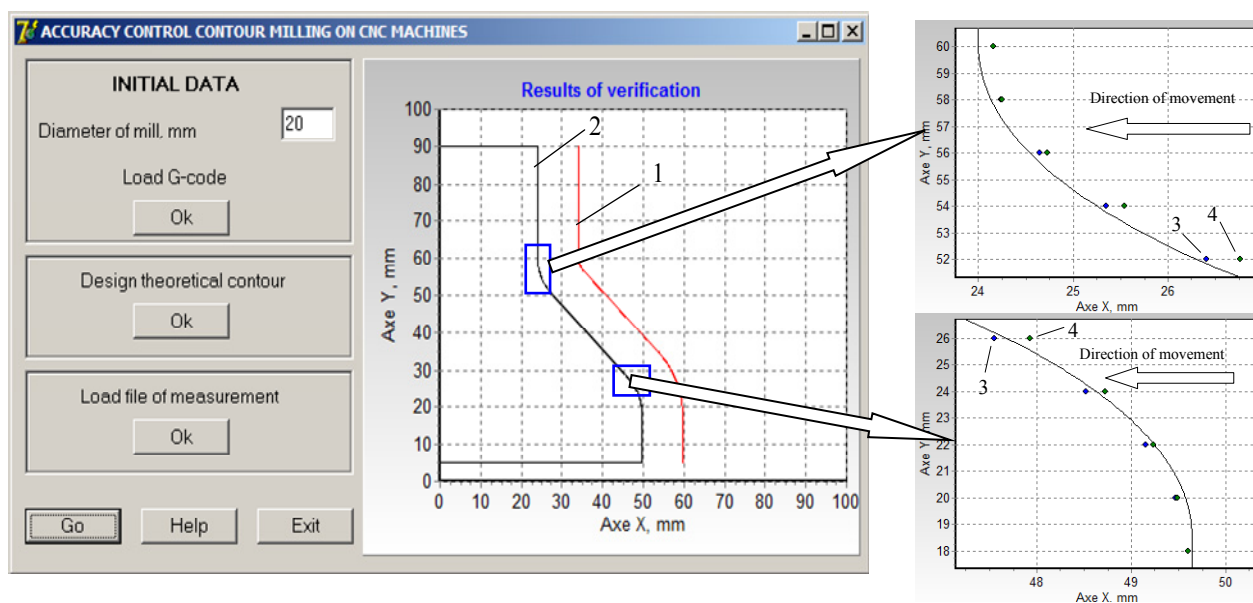 ACCURACY CONTROL CONTOUR MILLING ON CNC MACHINES
INITIAL DATA
Diameter of mill, mm
20
Load G-code
Ok
Design theoretical contour
Ok
Load file of measurement
Ok
Go
Help
Exit
Results of verification
100
90
80
70
60
50
40
30
20
10
0
Axe Y, mm
0 10 20 30 40 50 60 70 80 90 100
Axe X, mm
2
1
60
59
58
57
56
54
53
52
Axe Y, mm
Direction of movement
3
4
24 25 26
Axe X, mm
26
25
24
23
22
21
20
19
18
Axe Y, mm
Direction of movement
3
4
48 49 50
Axe X, mm